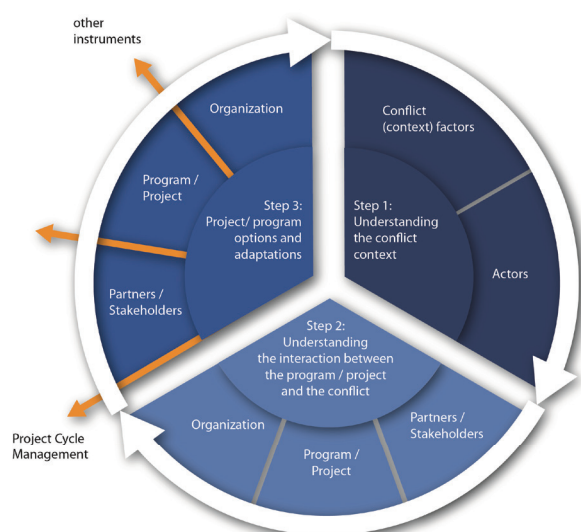 other
instruments
Organization
Program /
Project
Partners /
Stakeholders
Step 3:
Project/ program
options and
adaptations
Conflict
(context) factors
Step 1:
Understanding
the conflict
context
Actors
Step 2:
Understanding
the interaction between
the program / project
and the conflict
Organization
Program /
Project
Partners /
Stakeholders
Project Cycle
Management